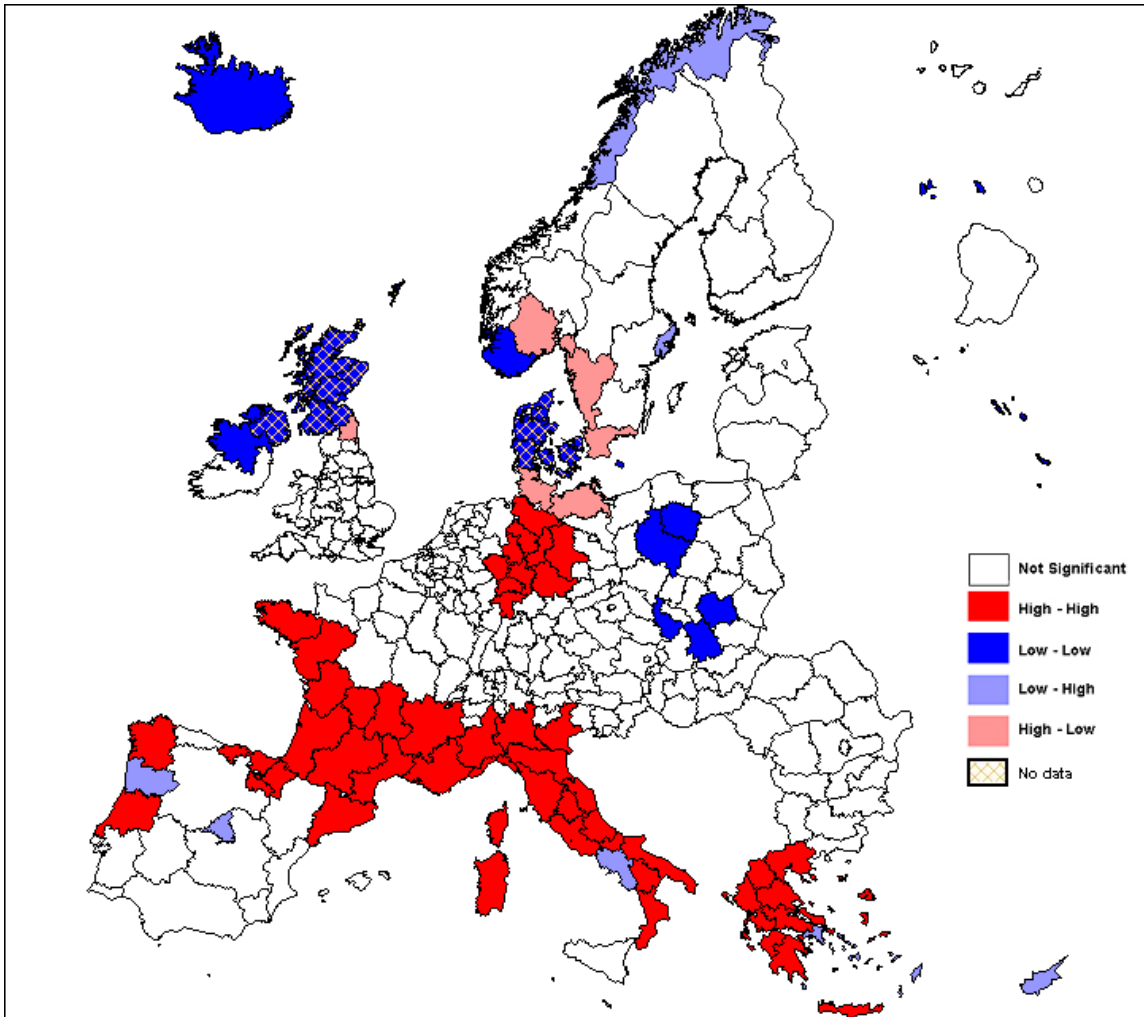 Not Significant
High - High
Low - Low
Low - High
High - Low
No data